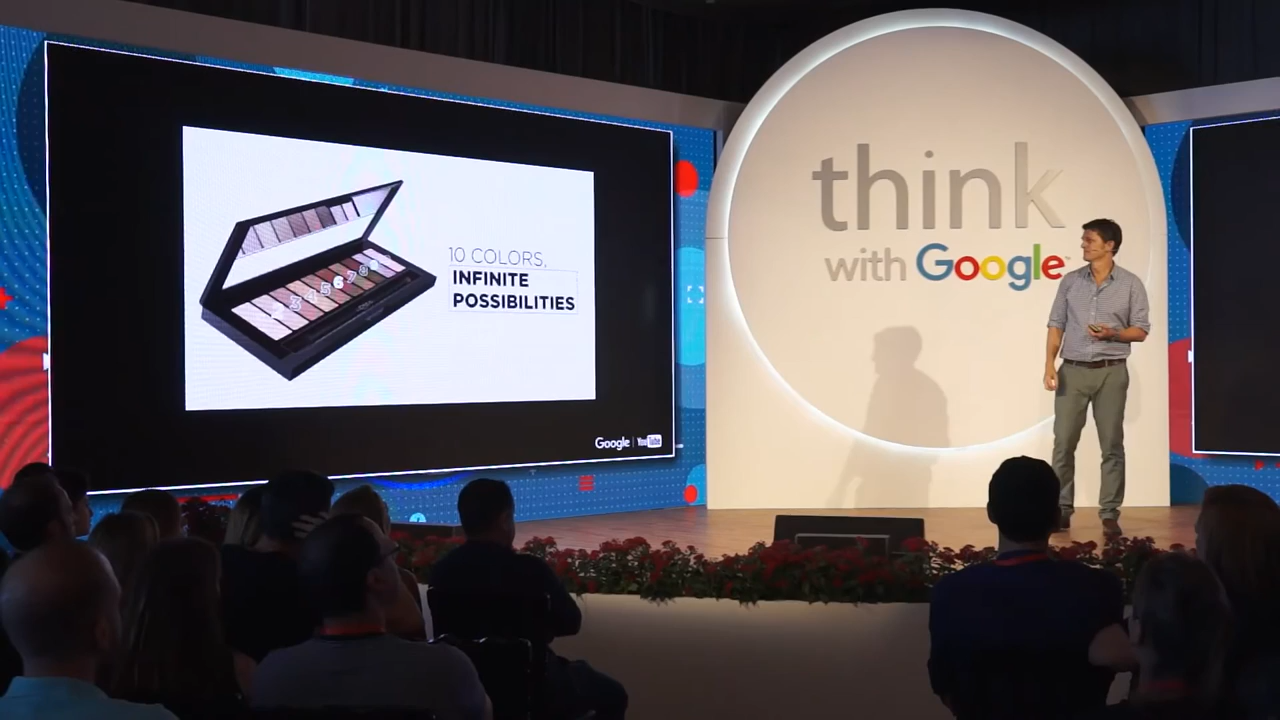 10 COLORS,
INFINITE
POSSIBILITIES
Google | YouTube
think
with Google